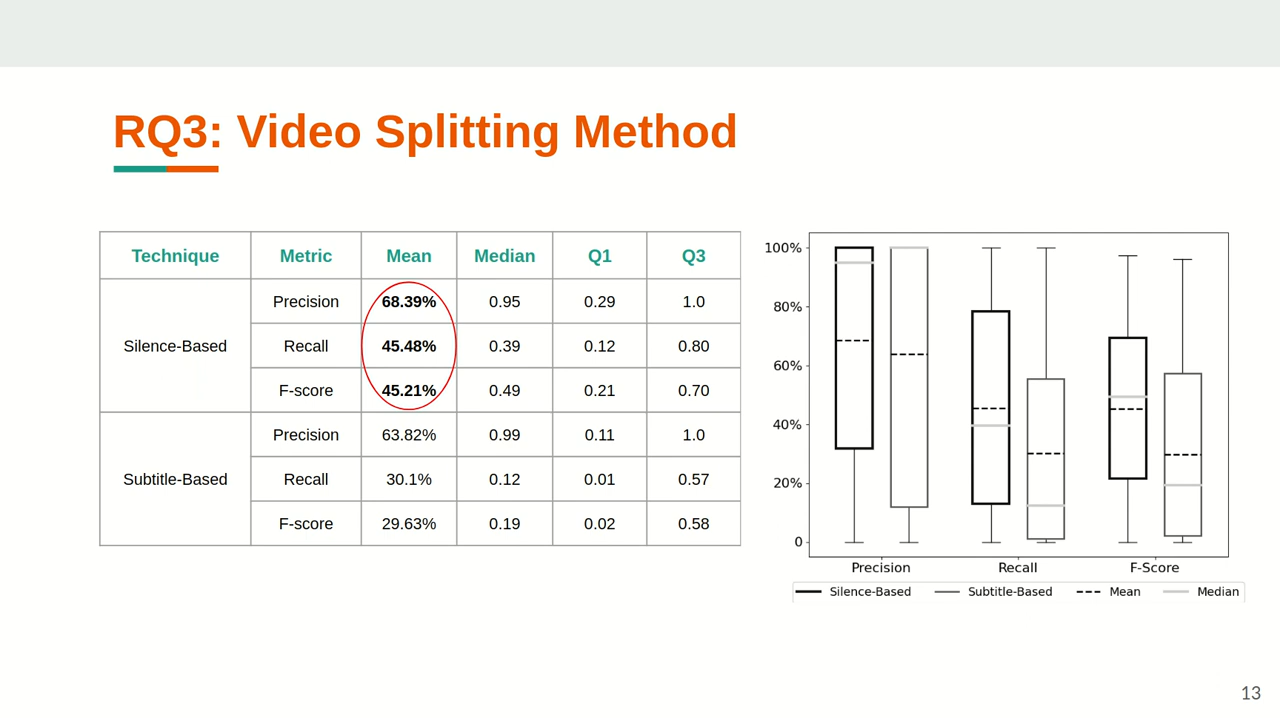 RQ3: Video Splitting Method
Technique Metric Mean Median Q1 Q3
Silence-Based
Precision 68.39% 0.95 0.29 1.0
Recall 45.48% 0.39 0.12 0.80
F-score 45.21% 0.49 0.21 0.70
Subtitle-Based
Precision 63.82% 0.99 0.11 1.0
Recall 30.1% 0.12 0.01 0.57
F-score 29.63% 0.19 0.02 0.58
100%
80%
60%
40%
20%
0
Precision Recall F-Score
Silence-Based Subtitle-Based Mean Median
13